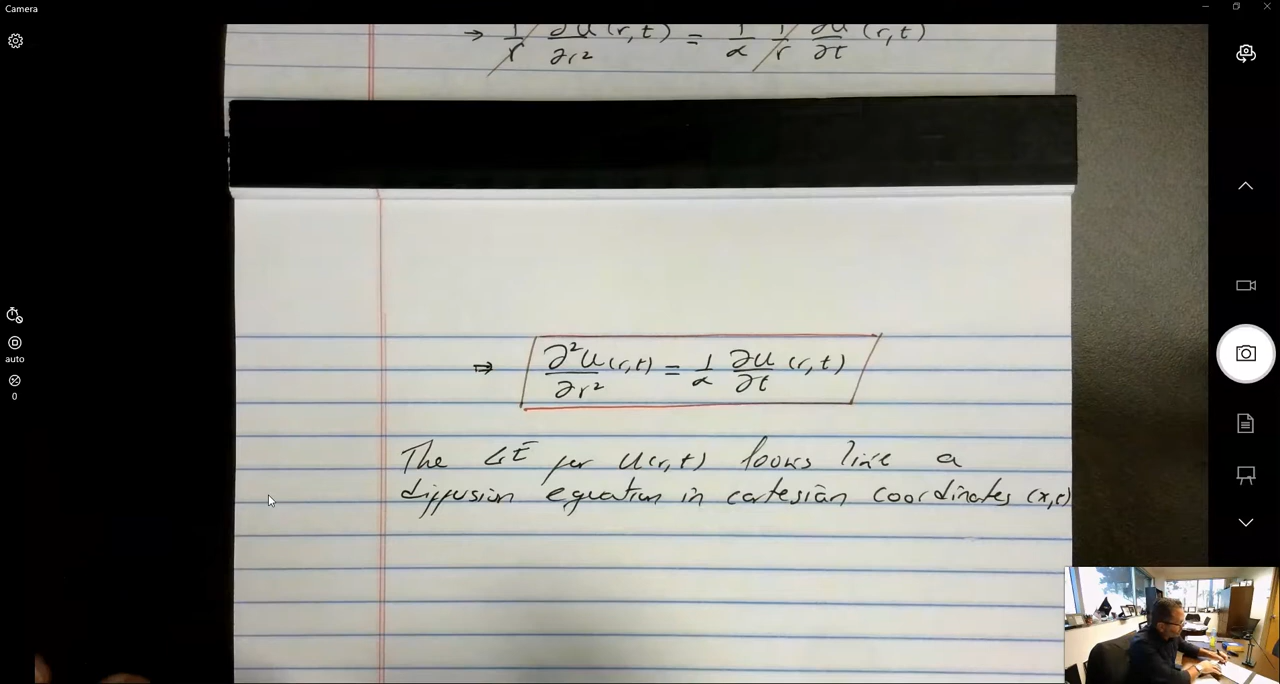 Camera
→ 1/r ∂²U(r,t)/∂r² = 1/α 1/r ∂U/∂t (r,t)
⇒ ∂²U(r,t)/∂r² = 1/α ∂U/∂t (r,t)
auto
0
The GE for U(r,t) looks like a
diffusion equation in cartesian coordinates (x,t)